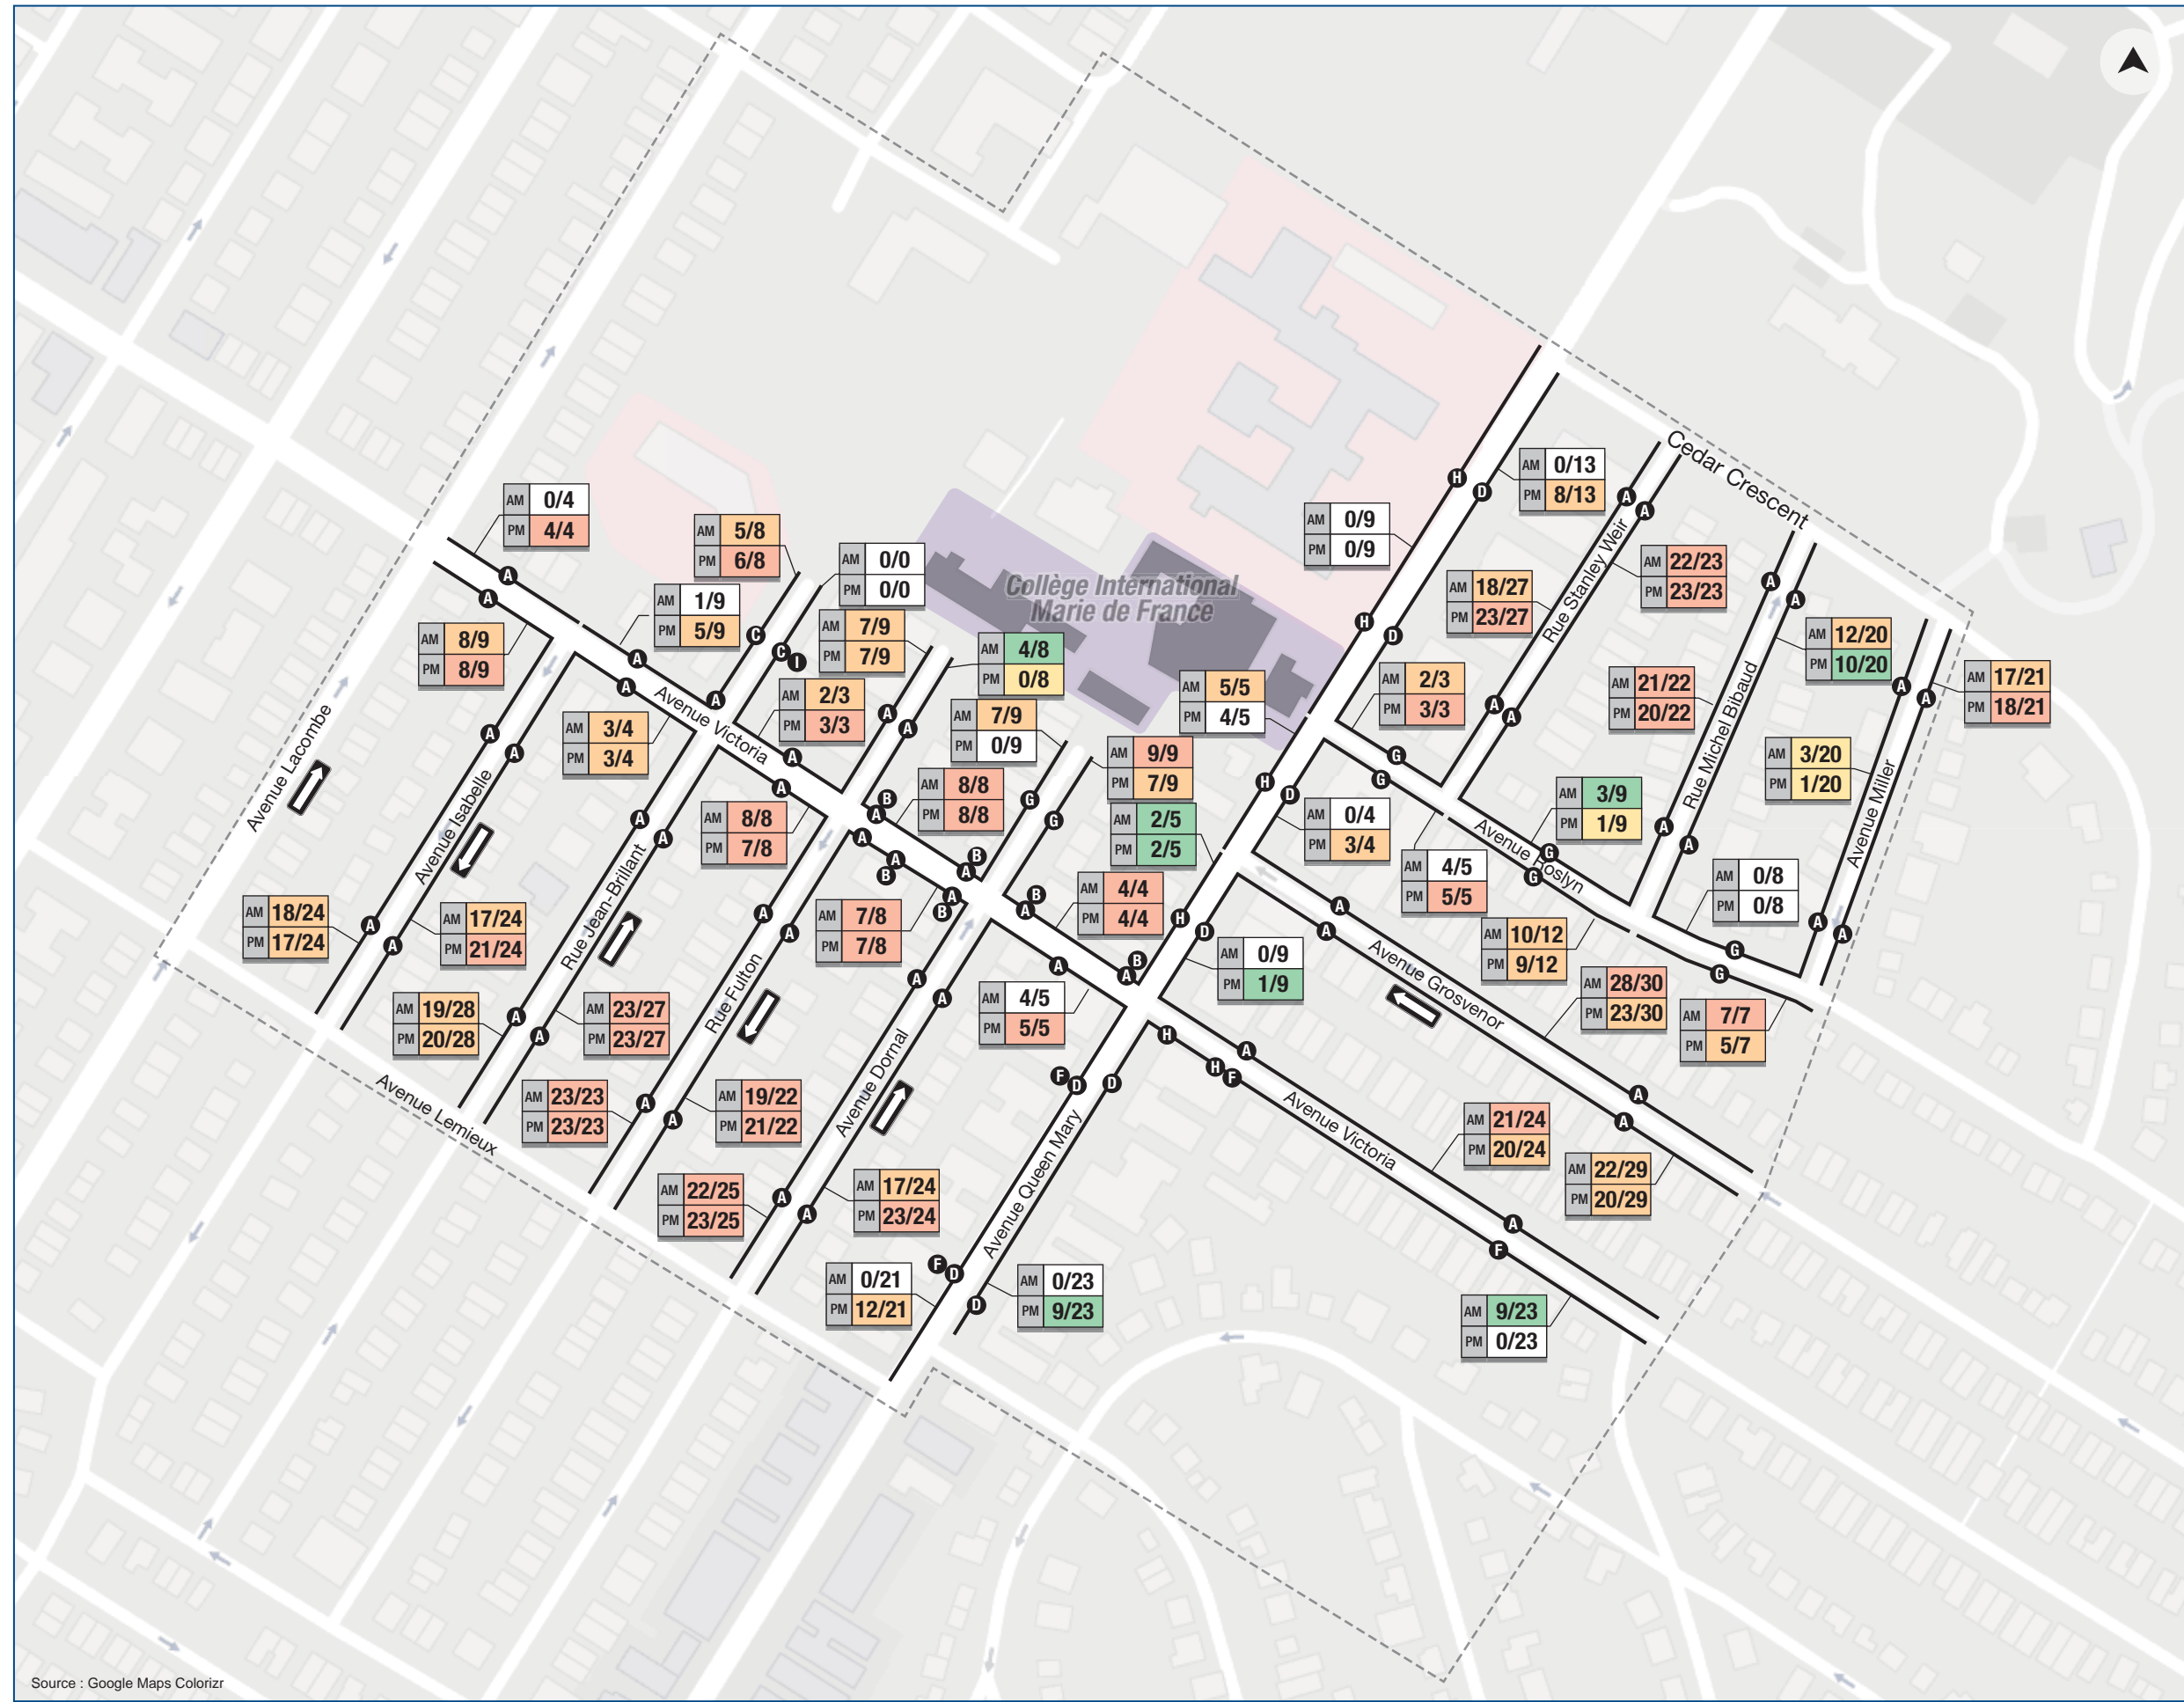 Cedar Crescent
AM 0/13
PM 8/13
AM 0/4
PM 4/4
AM 5/8
PM 6/8
AM 0/9
PM 0/9
AM 0/0
PM 0/0
Rue Stanley Weir
AM 22/23
PM 23/23
AM 18/27
PM 23/27
Collège International
Marie de France
AM 1/9
PM 5/9
AM 7/9
PM 7/9
AM 12/20
PM 10/20
AM 8/9
PM 8/9
AM 4/8
PM 0/8
AM 17/21
PM 18/21
AM 2/3
PM 3/3
AM 21/22
PM 20/22
AM 5/5
PM 4/5
AM 2/3
PM 3/3
AM 7/9
PM 0/9
AM 3/4
PM 3/4
Avenue Victoria
Rue Michel Bibaud
AM 9/9
PM 7/9
AM 3/20
PM 1/20
Avenue Miller
Avenue Lacombe
AM 8/8
PM 8/8
AM 3/9
PM 1/9
AM 8/8
PM 7/8
AM 2/5
PM 2/5
AM 0/4
PM 3/4
Avenue Isabelle
Avenue Roslyn
AM 4/5
PM 5/5
AM 0/8
PM 0/8
AM 4/4
PM 4/4
AM 18/24
PM 17/24
AM 17/24
PM 21/24
Rue Jean-Brillant
AM 7/8
PM 7/8
AM 10/12
PM 9/12
AM 0/9
PM 1/9
Avenue Grosvenor
AM 28/30
PM 23/30
AM 4/5
PM 5/5
Rue Fulton
AM 19/28
PM 20/28
AM 23/27
PM 23/27
AM 7/7
PM 5/7
Avenue Dornal
AM 23/23
PM 23/23
AM 19/22
PM 21/22
Avenue Lemieux
Avenue Victoria
AM 21/24
PM 20/24
AM 22/29
PM 20/29
Avenue Queen Mary
AM 22/25
PM 23/25
AM 17/24
PM 23/24
AM 0/21
PM 12/21
AM 0/23
PM 9/23
AM 9/23
PM 0/23
Source : Google Maps Colorizr